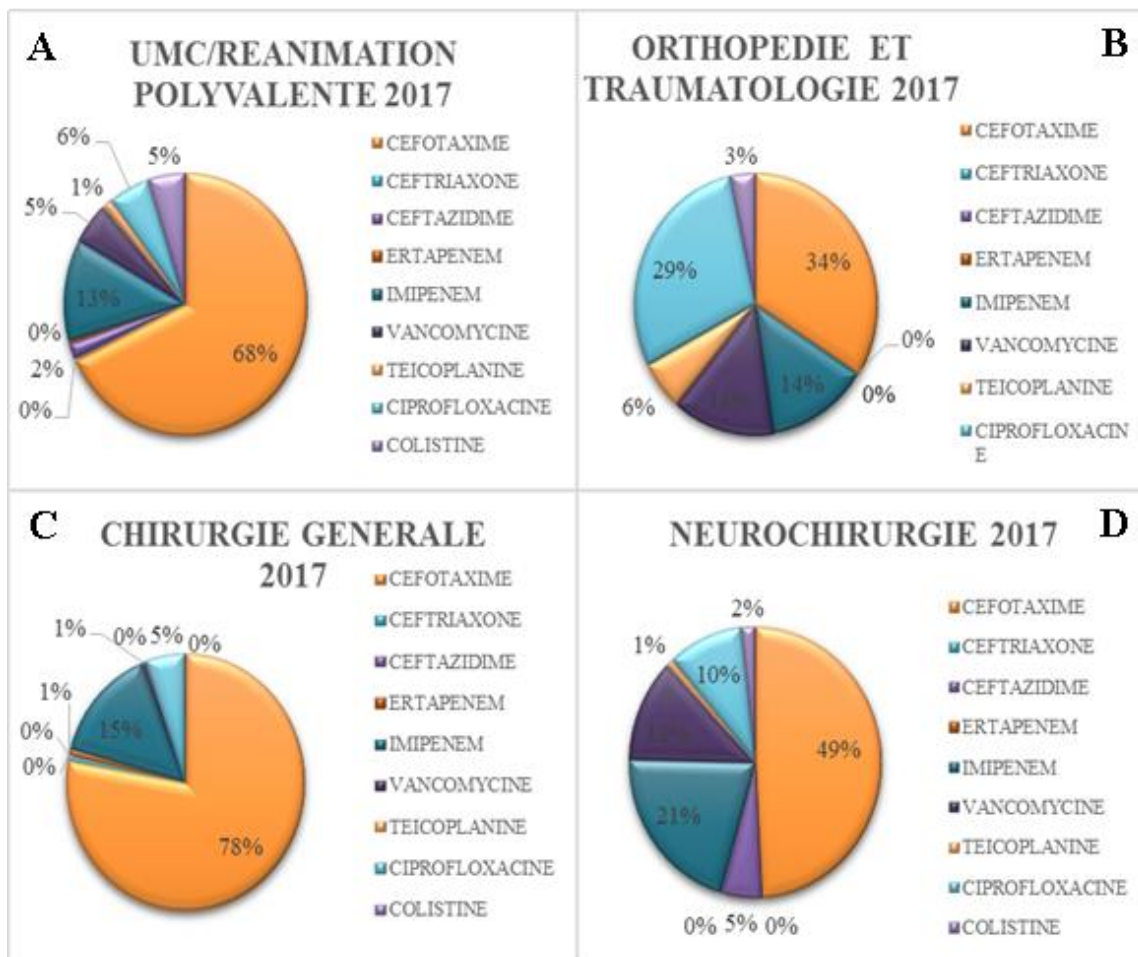 A
UMC/REANIMATION
POLYVALENTE 2017
6%
5%
1%
5%
13%
0%
2%
0%
68%
CEFOTAXIME
CEFTRIAXONE
CEFTAZIDIME
ERTAPENEM
IMIPENEM
VANCOMYCINE
TEICOPLANINE
CIPROFLOXACINE
COLISTINE
B
ORTHOPEDIE ET
TRAUMATOLOGIE 2017
3%
29%
34%
0%
14%
0%
6%
CEFOTAXIME
CEFTRIAXONE
CEFTAZIDIME
ERTAPENEM
IMIPENEM
VANCOMYCINE
TEICOPLANINE
CIPROFLOXACIN
E
C
CHIRURGIE GENERALE
2017
1%
0%
5%
0%
1%
15%
0%
0%
78%
CEFOTAXIME
CEFTRIAXONE
CEFTAZIDIME
ERTAPENEM
IMIPENEM
VANCOMYCINE
TEICOPLANINE
CIPROFLOXACINE
COLISTINE
D
NEUROCHIRURGIE 2017
2%
1%
10%
49%
21%
0%
5%
0%
CEFOTAXIME
CEFTRIAXONE
CEFTAZIDIME
ERTAPENEM
IMIPENEM
VANCOMYCINE
TEICOPLANINE
CIPROFLOXACINE
COLISTINE